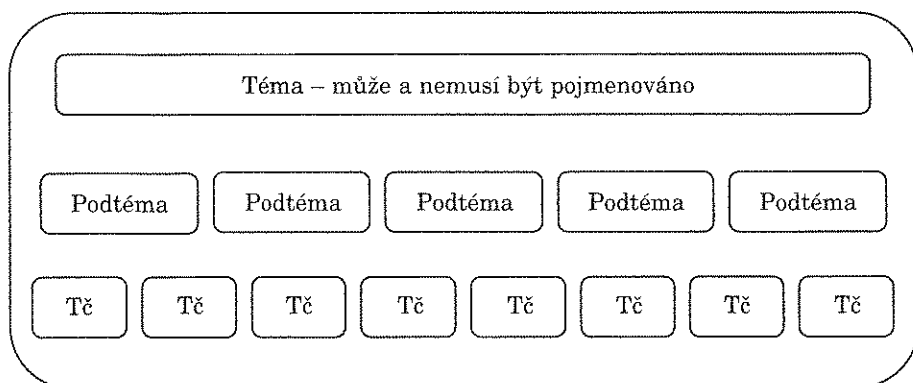 Téma – může a nemusí být pojmenováno
Podtéma Podtéma Podtéma Podtéma Podtéma
Tč Tč Tč Tč Tč Tč Tč Tč